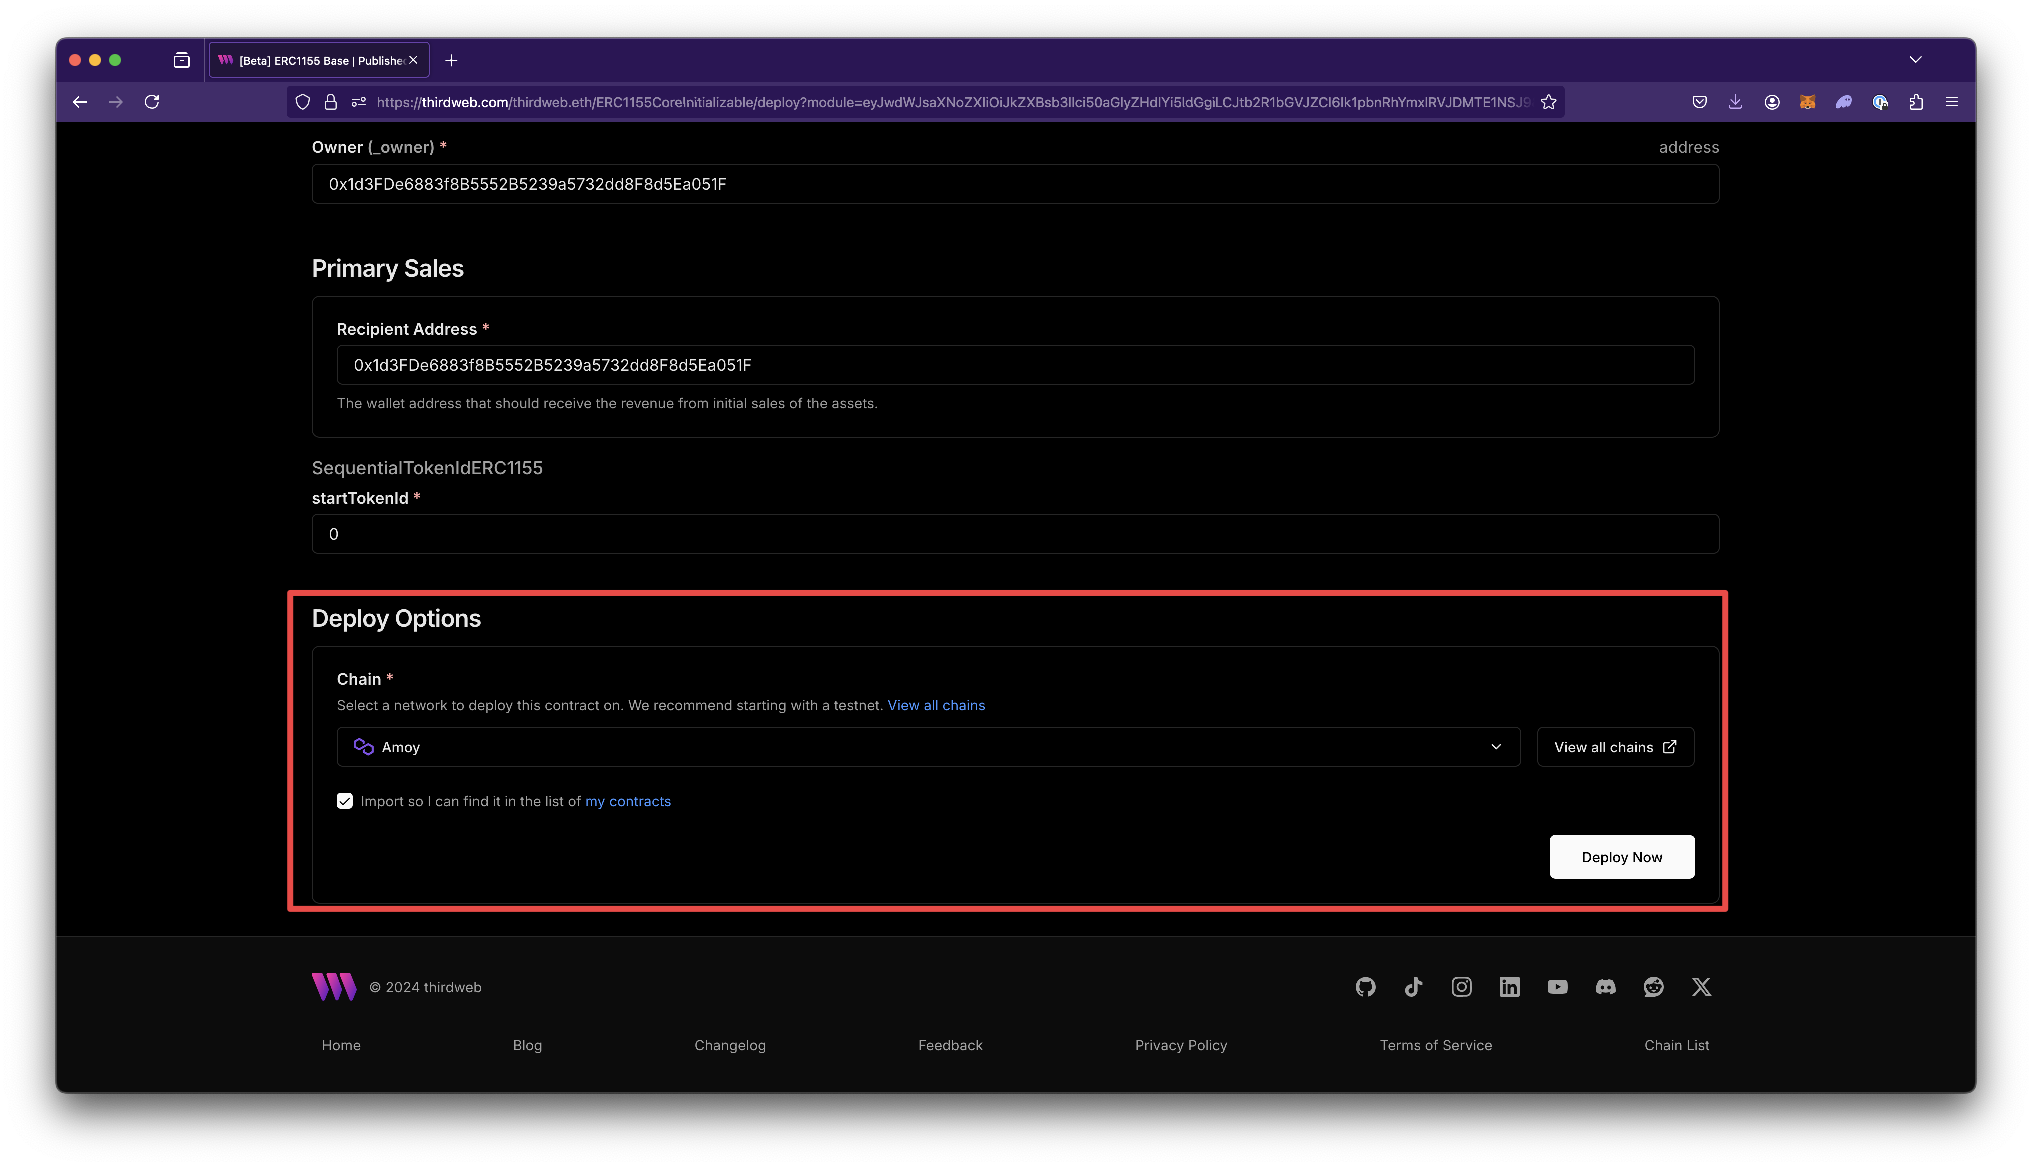 [Beta] ERC1155 Base | Publishe
https://thirdweb.com/thirdweb.eth/ERC1155CoreInitializable/deploy?module=
Owner (_owner) *
address
0x1d3FDe6883f8B5552B5239a5732dd8F8d5Ea051F
Primary Sales
Recipient Address *
0x1d3FDe6883f8B5552B5239a5732dd8F8d5Ea051F
The wallet address that should receive the revenue from initial sales of the assets.
SequentialTokenIdERC1155
startTokenId *
0
Deploy Options
Chain *
Select a network to deploy this contract on. We recommend starting with a testnet. View all chains
Amoy
View all chains
Import so I can find it in the list of my contracts
Deploy Now
© 2024 thirdweb
Home Blog Changelog Feedback Privacy Policy Terms of Service Chain List